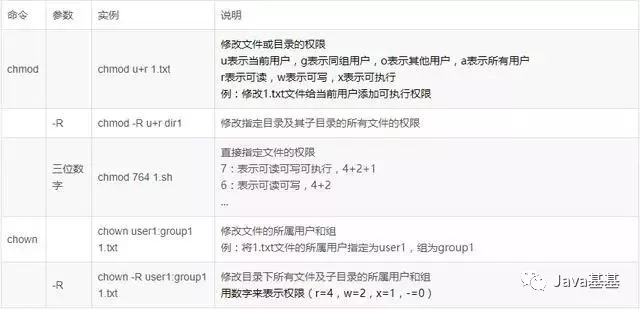 命令 参数 实例 说明
chmod chmod u+r 1.txt 修改文件或目录的权限
u表示当前用户，g表示同组用户，o表示其他用户，a表示所有用户
r表示可读，w表示可写，x表示可执行
例：修改1.txt文件给当前用户添加可执行权限
-R chmod -R u+r dir1 修改指定目录及其子目录的所有文件的权限
三位数字 chmod 764 1.sh 直接指定文件的权限
7：表示可读可写可执行，4+2+1
6：表示可读可写，4+2
...
chown chown user1:group1 1.txt 修改文件的所属用户和组
例：将1.txt文件的所属用户指定为user1，组为group1
-R chown -R user1:group1 1.txt 修改目录下所有文件及子目录的所属用户和组
用数字来表示权限（r=4，w=2，x=1，-=0）
Java基基